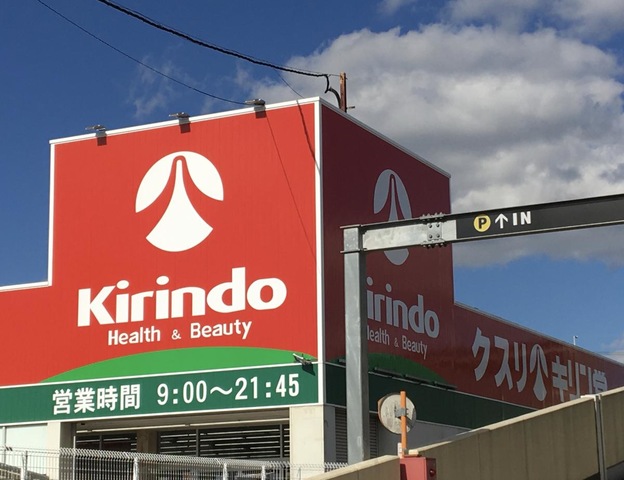 Kirindo
Health & Beauty
営業時間 9:00〜21:45
irindo
Health & Beauty
クスリ キリン堂
P↑IN